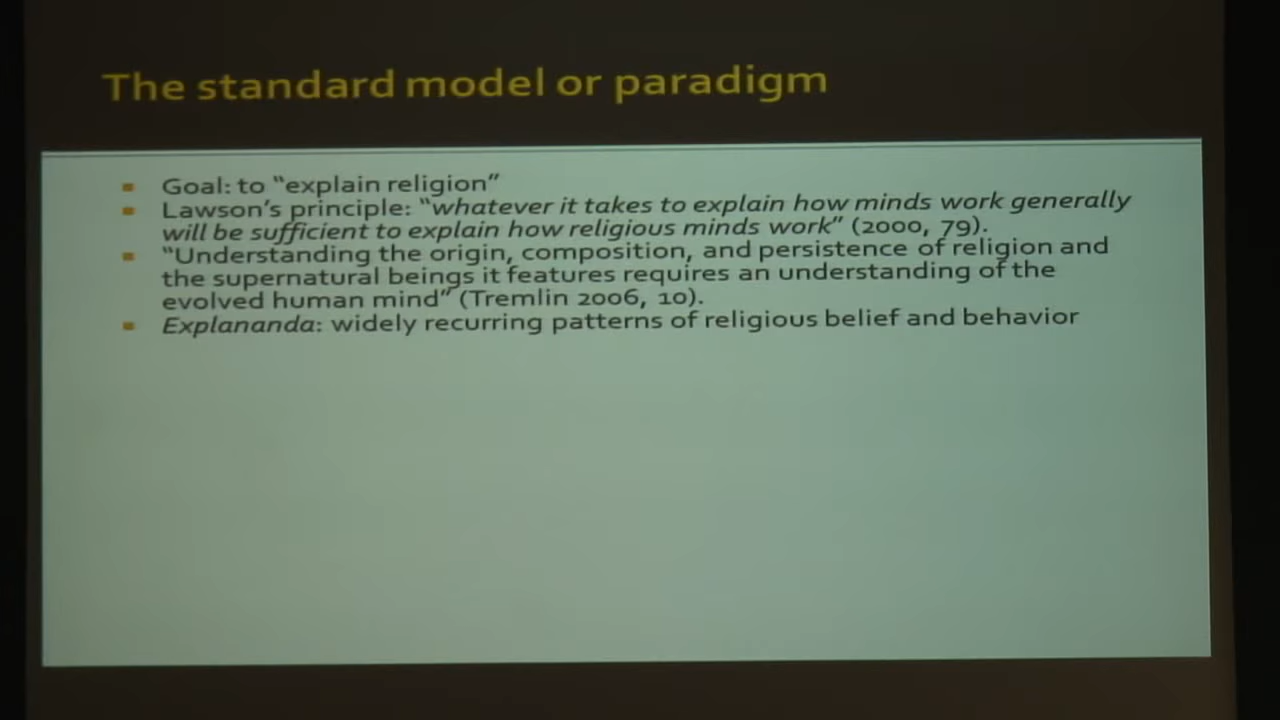 The standard model or paradigm
Goal: to “explain religion”
Lawson’s principle: “whatever it takes to explain how minds work generally
will be sufficient to explain how religious minds work” (2000, 79).
“Understanding the origin, composition, and persistence of religion and
the supernatural beings it features requires an understanding of the
evolved human mind” (Tremlin 2006, 10).
Explananda: widely recurring patterns of religious belief and behavior